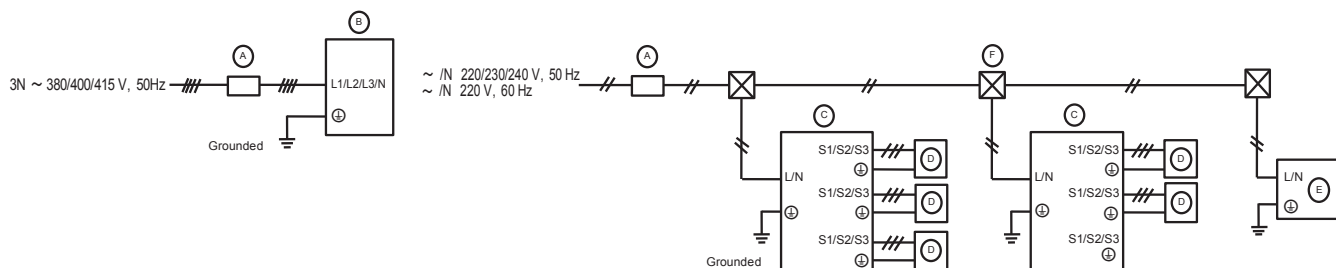 B
A
3N ~ 380/400/415 V, 50Hz
L1/L2/L3/N
Grounded
~ /N 220/230/240 V, 50 Hz
~ /N 220 V, 60 Hz
A
F
C
S1/S2/S3
D
L/N
S1/S2/S3
D
S1/S2/S3
D
Grounded
C
S1/S2/S3
D
L/N
S1/S2/S3
D
S1/S2/S3
L/N
E